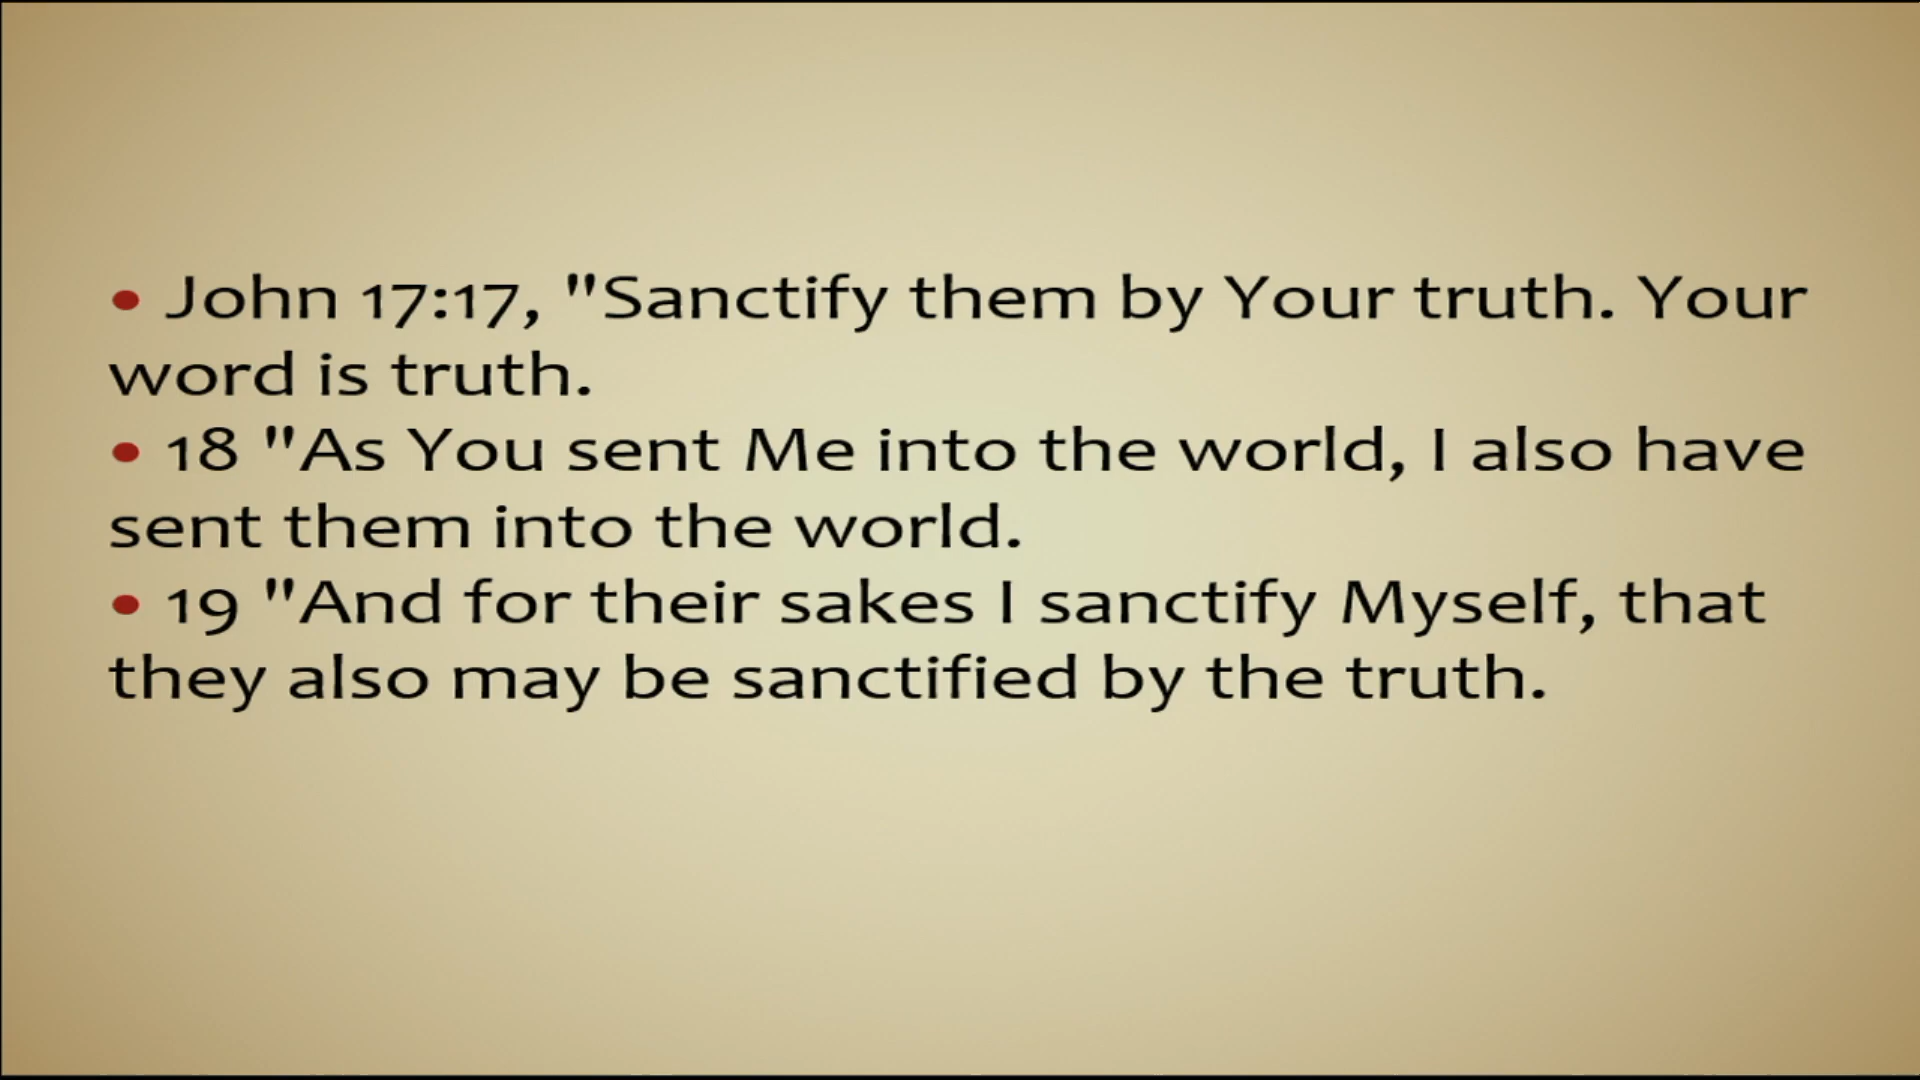 • John 17:17, "Sanctify them by Your truth. Your
word is truth.
• 18 "As You sent Me into the world, I also have
sent them into the world.
• 19 "And for their sakes I sanctify Myself, that
they also may be sanctified by the truth.